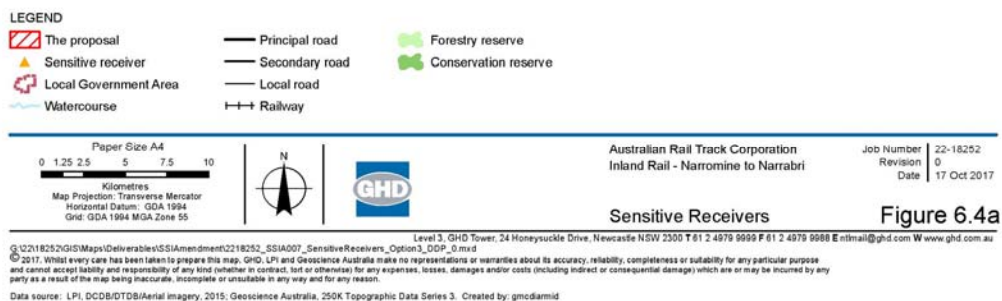 LEGEND
The proposal
Sensitive receiver
Local Government Area
Watercourse
Principal road
Secondary road
Local road
Railway
Forestry reserve
Conservation reserve
Paper Size A4
0 1.25 2.5 5 7.5 10
Kilometres
Map Projection: Transverse Mercator
Horizontal Datum: GDA 1994
Grid: GDA 1994 MGA Zone 55
N
GHD
Australian Rail Track Corporation
Inland Rail - Narromine to Narrabri
Sensitive Receivers
Job Number 22-18252
Revision 0
Date 17 Oct 2017
Figure 6.4a
Level 3, GHD Tower, 24 Honeysuckle Drive, Newcastle NSW 2300 T 61 2 4979 9999 F 61 2 4979 9988 E ntlmail@ghd.com W www.ghd.com.au
G:\22\18252\GIS\Maps\Deliverables\SSIAmendment\2218252_SSIA007_SensitiveReceivers_Option3_DDP_0.mxd
© 2017. Whilst every care has been taken to prepare this map, GHD, LPI and Geoscience Australia make no representations or warranties about its accuracy, reliability, completeness or suitability for any particular purpose
and cannot accept liability and responsibility of any kind (whether in contract, tort or otherwise) for any expenses, losses, damages and/or costs (including indirect or consequential damage) which are or may be incurred by any
party as a result of the map being inaccurate, incomplete or unsuitable in any way and for any reason.
Data source: LPI, DCDB/DTDB/Aerial imagery, 2015; Geoscience Australia, 250K Topographic Data Series 3. Created by: gmcdiarmid